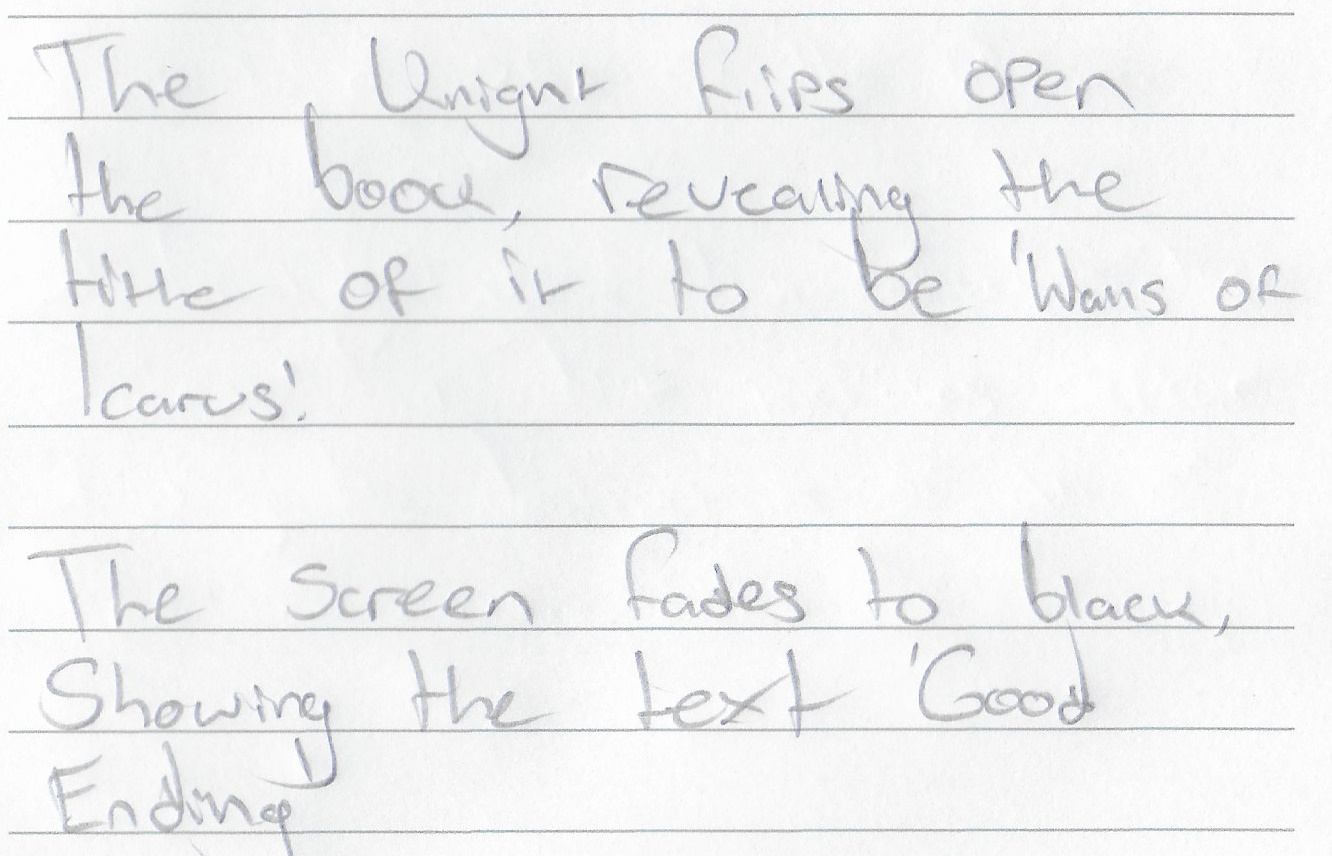 The Knight flips open
the book, revealing the
title of it to be 'Walls of
Icarus'.
The Screen fades to black,
Showing the text 'Good
Ending'